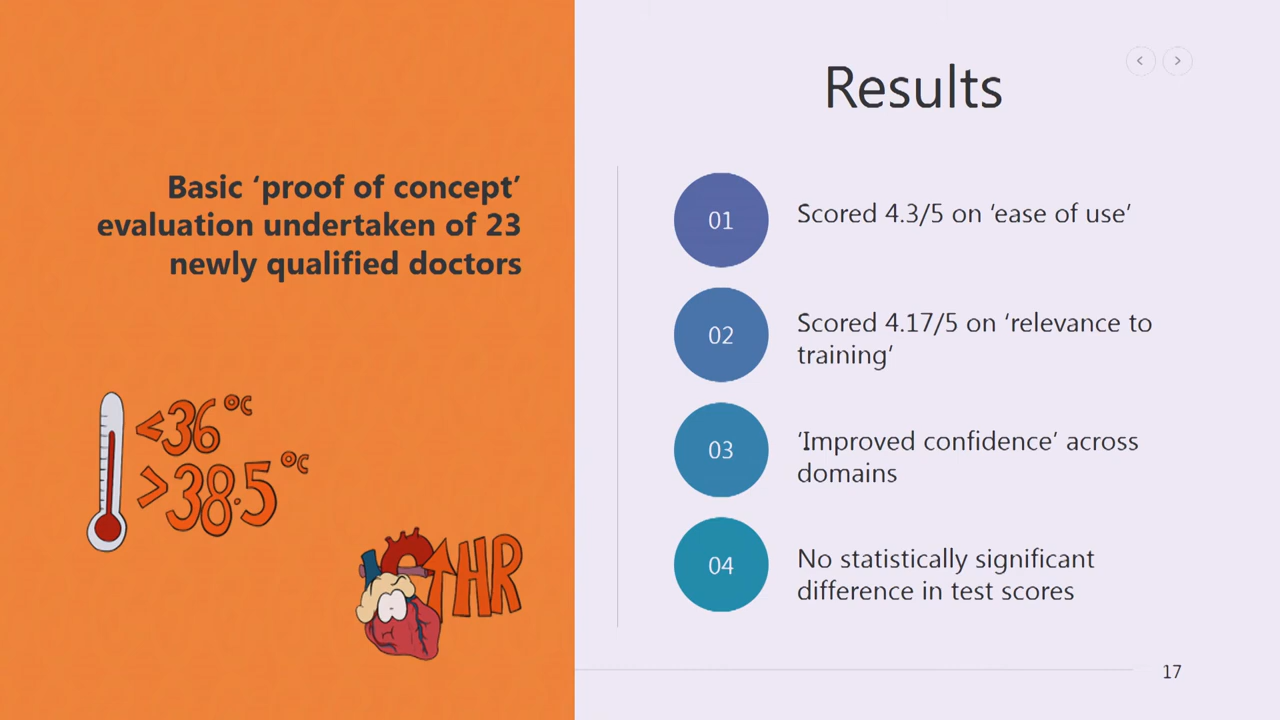 Basic ‘proof of concept’
evaluation undertaken of 23
newly qualified doctors
<36°C
>38.5°C
↑HR
Results
01
Scored 4.3/5 on ‘ease of use’
02
Scored 4.17/5 on ‘relevance to
training’
03
‘Improved confidence’ across
domains
04
No statistically significant
difference in test scores
17